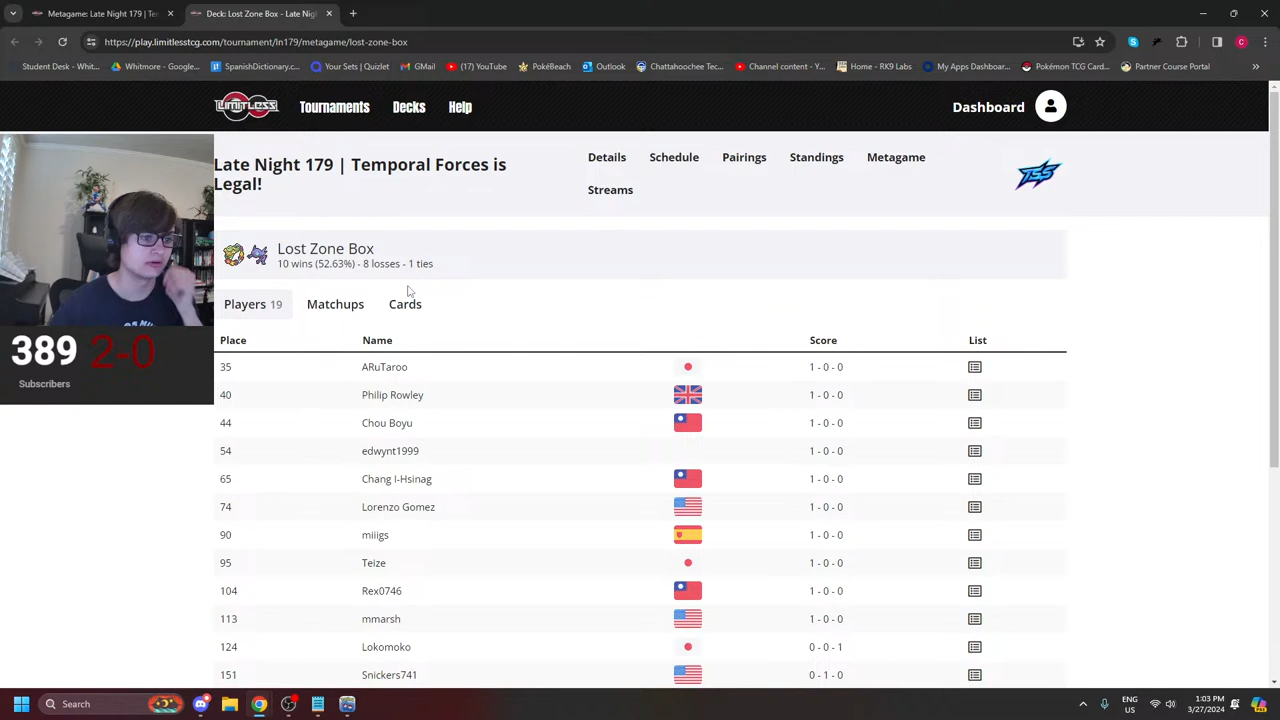 Metagame: Late Night 179 | Te
Deck: Lost Zone Box - Late Nig
https://play.limitlesstcg.com/tournament/ln179/metagame/lost-zone-box
Student Desk - Whit...
Whitmore - Google...
SpanishDictionary.c...
Your Sets | Quizlet
GMail
(17) YouTube
PokéBeach
Outlook
Chattahoochee Tec...
Channel content - Y...
Home - RK9 Labs
My Apps Dashboar...
Pokémon TCG Card...
Partner Course Portal
LIMITLESS
Tournaments Decks Help
Dashboard
Late Night 179 | Temporal Forces is
Legal!
Details Schedule Pairings Standings Metagame
Streams
TSS
Lost Zone Box
10 wins (52.63%) - 8 losses - 1 ties
Players 19 Matchups Cards
Place Name Score List
35 ARuTaroo 1 - 0 - 0
40 Philip Rowley 1 - 0 - 0
44 Chou Boyu 1 - 0 - 0
54 edwynt1999 1 - 0 - 0
65 Chang I-Hsinag 1 - 0 - 0
74 Lorenzo Gomez 1 - 0 - 0
90 miiigs 1 - 0 - 0
95 Teize 1 - 0 - 0
104 Rex0746 1 - 0 - 0
113 mmarsh 1 - 0 - 0
124 Lokomoko 0 - 0 - 1
151 Snickers741 0 - 1 - 0
389 2-0
Subscribers
Search
ENG
US
1:03 PM
3/27/2024